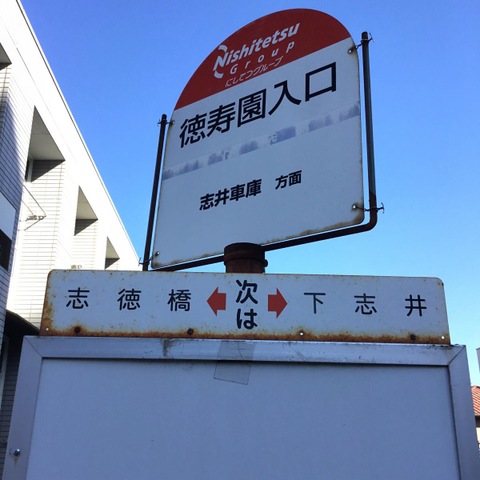 Nishitetsu
Group
にしてつグループ
徳寿園入口
志井車庫 方面
志徳橋 ← 次は → 下志井